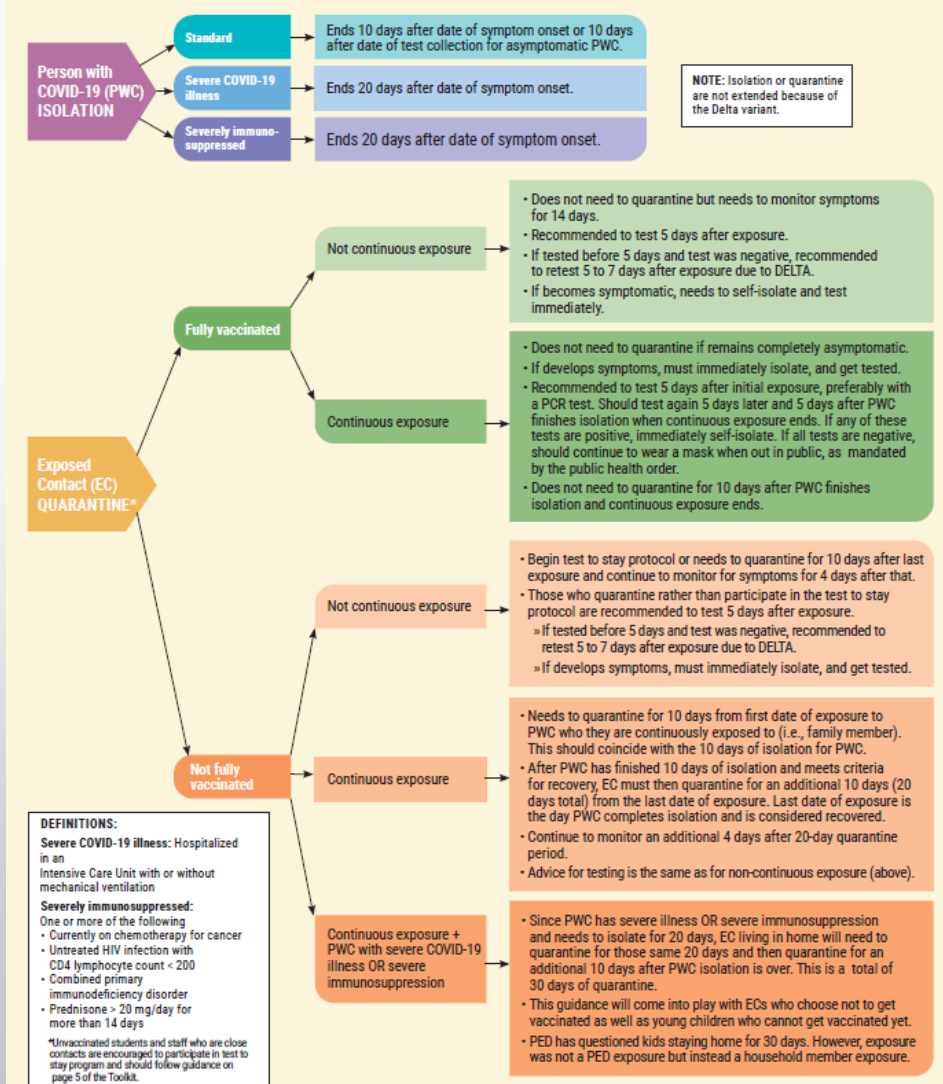 Person with
COVID-19 (PWC)
ISOLATION
Standard
Ends 10 days after date of symptom onset or 10 days
after date of test collection for asymptomatic PWC.
Severe COVID-19
illness
Ends 20 days after date of symptom onset.
Severely immuno-
suppressed
Ends 20 days after date of symptom onset.
NOTE: Isolation or quarantine
are not extended because of
the Delta variant.
Exposed
Contact (EC)
QUARANTINE*
Fully vaccinated
Not continuous exposure
• Does not need to quarantine but needs to monitor symptoms
for 14 days.
• Recommended to test 5 days after exposure.
• If tested before 5 days and test was negative, recommended
to retest 5 to 7 days after exposure due to DELTA.
• If becomes symptomatic, needs to self-isolate and test
immediately.
Continuous exposure
• Does not need to quarantine if remains completely asymptomatic.
• If develops symptoms, must immediately isolate, and get tested.
• Recommended to test 5 days after initial exposure, preferably with
a PCR test. Should test again 5 days later and 5 days after PWC
finishes isolation when continuous exposure ends. If any of these
tests are positive, immediately self-isolate. If all tests are negative,
should continue to wear a mask when out in public, as mandated
by the public health order.
• Does not need to quarantine for 10 days after PWC finishes
isolation and continuous exposure ends.
Not fully
vaccinated
Not continuous exposure
• Begin test to stay protocol or needs to quarantine for 10 days after last
exposure and continue to monitor for symptoms for 4 days after that.
• Those who quarantine rather than participate in the test to stay
protocol are recommended to test 5 days after exposure.
» If tested before 5 days and test was negative, recommended to
retest 5 to 7 days after exposure due to DELTA.
» If develops symptoms, must immediately isolate, and get tested.
Continuous exposure
• Needs to quarantine for 10 days from first date of exposure to
PWC who they are continuously exposed to (i.e., family member).
This should coincide with the 10 days of isolation for PWC.
• After PWC has finished 10 days of isolation and meets criteria
for recovery, EC must then quarantine for an additional 10 days (20
days total) from the last date of exposure. Last date of exposure is
the day PWC completes isolation and is considered recovered.
• Continue to monitor an additional 4 days after 20-day quarantine
period.
• Advice for testing is the same as for non-continuous exposure (above).
Continuous exposure +
PWC with severe COVID-19
illness OR severe
immunosuppression
• Since PWC has severe illness OR severe immunosuppression
and needs to isolate for 20 days, EC living in home will need to
quarantine for those same 20 days and then quarantine for an
additional 10 days after PWC isolation is over. This is a total of
30 days of quarantine.
• This guidance will come into play with ECs who choose not to get
vaccinated as well as young children who cannot get vaccinated yet.
• PED has questioned kids staying home for 30 days. However, exposure
was not a PED exposure but instead a household member exposure.
DEFINITIONS:
Severe COVID-19 illness: Hospitalized
in an
Intensive Care Unit with or without
mechanical ventilation
Severely immunosuppressed:
One or more of the following
• Currently on chemotherapy for cancer
• Untreated HIV infection with
CD4 lymphocyte count < 200
• Combined primary
immunodeficiency disorder
• Prednisone > 20 mg/day for
more than 14 days
*Unvaccinated students and staff who are close
contacts are encouraged to participate in test to
stay program and should follow guidance on
page 5 of the Toolkit.